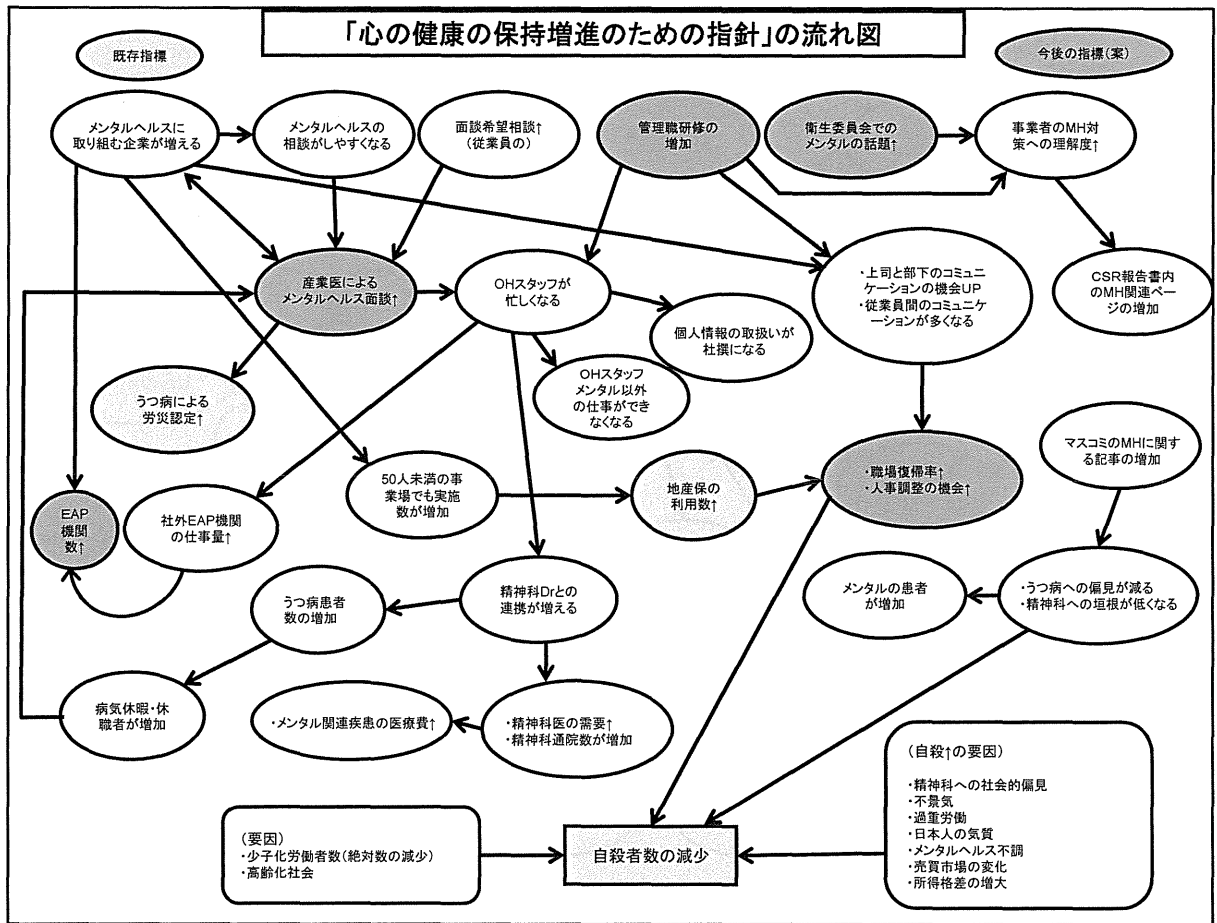 「心の健康の保持増進のための指針」の流れ図
既存指標
今後の指標(案)
メンタルヘルスに
取り組む企業が増える
メンタルヘルスの
相談がしやすくなる
面談希望相談↑
(従業員の)
管理職研修の
増加
衛生委員会での
メンタルの話題↑
事業者のMH対
策への理解度↑
産業医による
メンタルヘルス面談↑
OHスタッフが
忙しくなる
・上司と部下のコミュニ
ケーションの機会UP
・従業員間のコミュニケ
ーションが多くなる
CSR報告書内
のMH関連ペー
ジの増加
個人情報の取扱いが
杜撰になる
OHスタッフ
メンタル以外
の仕事ができ
なくなる
うつ病による
労災認定↑
50人未満の事
業場でも実施
数が増加
地産保の
利用数↑
・職場復帰率↑
・人事調整の機会↑
マスコミのMHに関す
る記事の増加
EAP
機関
数↑
社外EAP機関
の仕事量↑
うつ病患者
数の増加
精神科Drとの
連携が増える
メンタルの患者
が増加
・うつ病への偏見が減る
・精神科への垣根が低くなる
病気休暇・休
職者が増加
・メンタル関連疾患の医療費↑
・精神科医の需要↑
・精神科通院数が増加
(要因)
・少子化労働者数(絶対数の減少)
・高齢化社会
自殺者数の減少
(自殺↑の要因)
・精神科への社会的偏見
・不景気
・過重労働
・日本人の気質
・メンタルヘルス不調
・売買市場の変化
・所得格差の増大